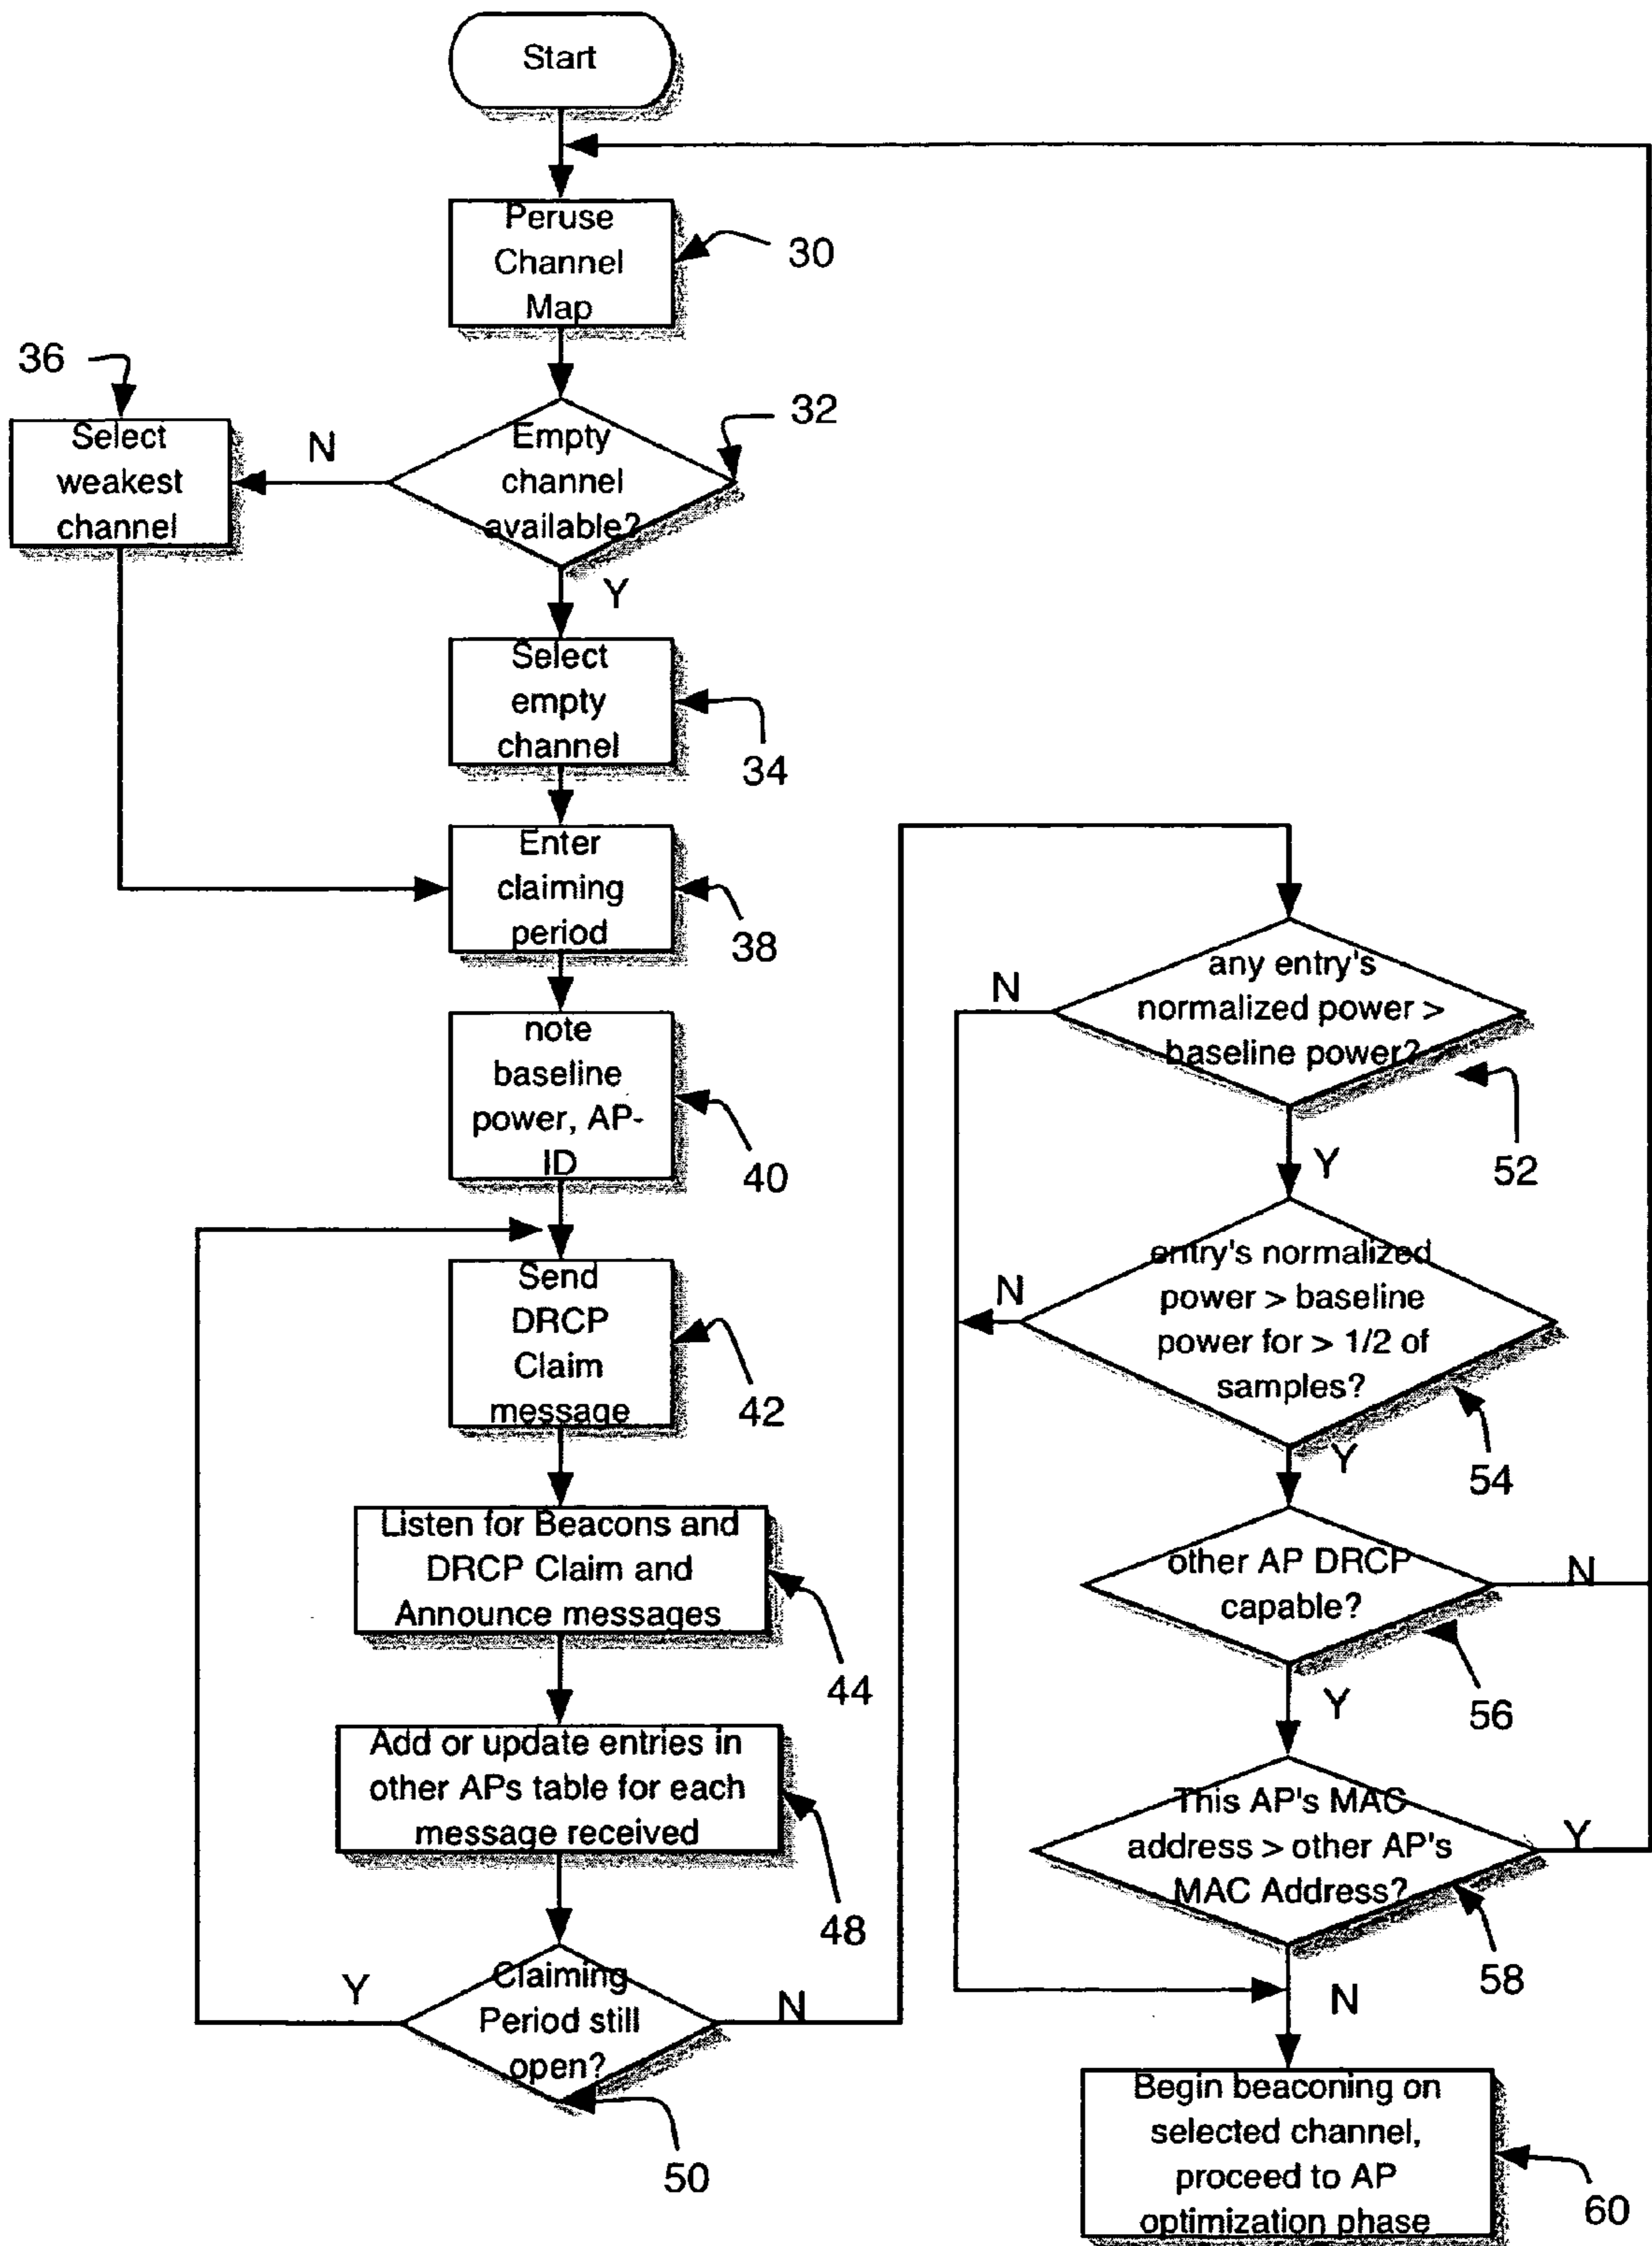 Start
Peruse
Channel
Map
30
36
Select
weakest
channel
N
32
Empty
channel
available?
Y
Select
empty
channel
34
Enter
claiming
period
38
note
baseline
power, AP-
ID
40
Send
DRCP
Claim
message
42
Listen for Beacons and
DRCP Claim and
Announce messages
44
Add or update entries in
other APs table for each
message received
48
Claiming
Period still
open?
Y
N
50
any entry's
normalized power >
baseline power?
N
52
Y
entry's normalized
power > baseline
power for > 1/2 of
samples?
N
54
Y
other AP DRCP
capable?
N
56
Y
This AP's MAC
address > other AP's
MAC Address?
Y
58
N
Begin beaconing on
selected channel,
proceed to AP
optimization phase
60